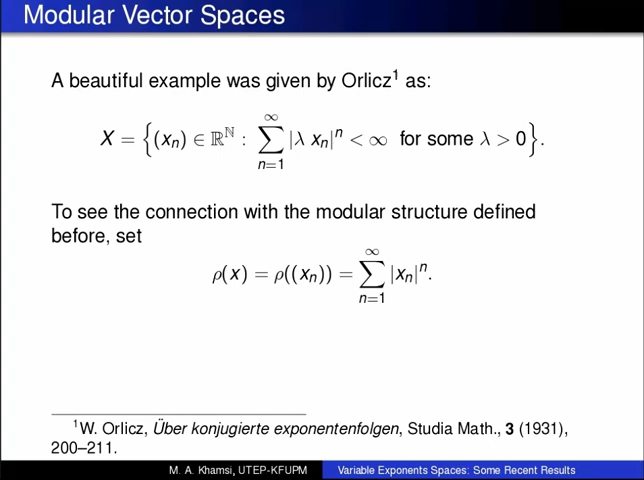 Modular Vector Spaces
A beautiful example was given by Orlicz¹ as:
X = {(xₙ) ∈ ℝ^ℕ : ∑_{n=1}^{∞} |λ xₙ|ⁿ < ∞ for some λ > 0}.
To see the connection with the modular structure defined
before, set
ρ(x) = ρ((xₙ)) = ∑_{n=1}^{∞} |xₙ|ⁿ.
¹W. Orlicz, Über konjugierte exponentenfolgen, Studia Math., 3 (1931),
200–211.
M. A. Khamsi, UTEP-KFUPM Variable Exponents Spaces: Some Recent Results